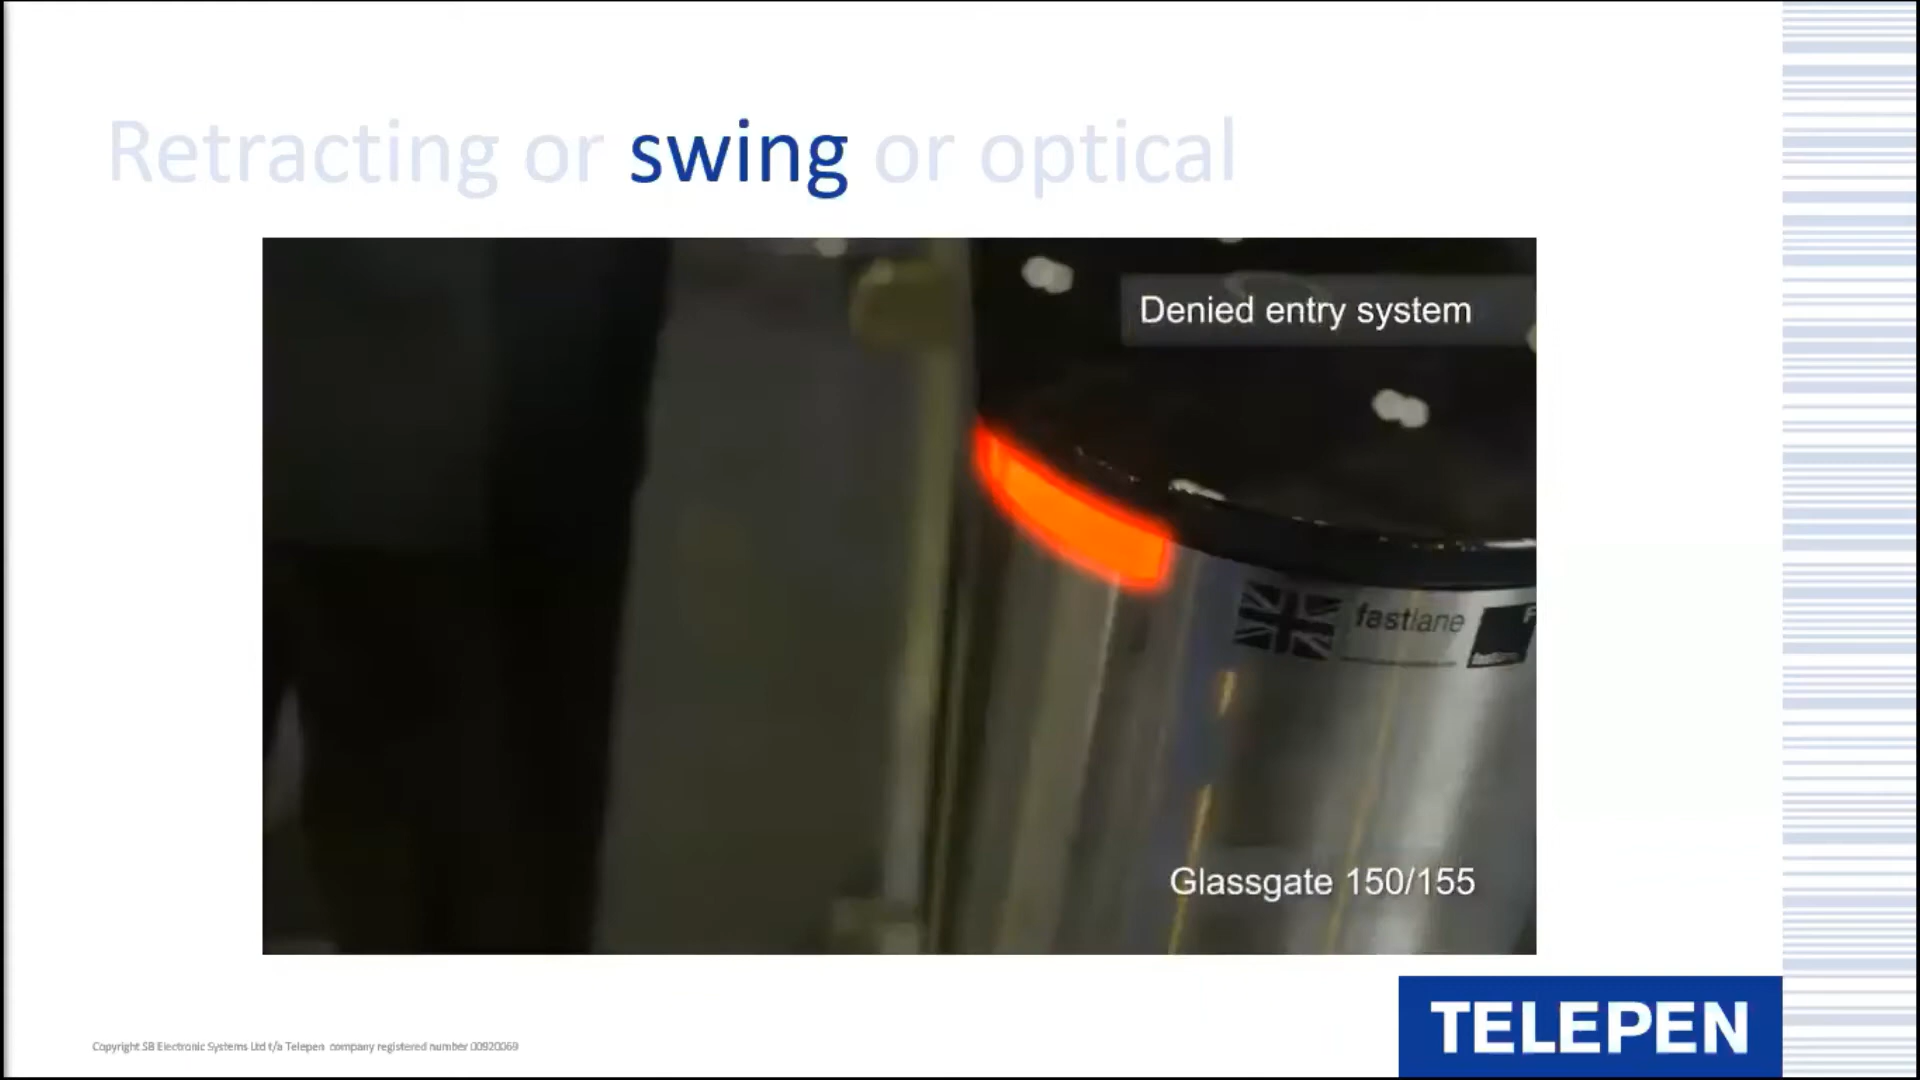 Retracting or swing or optical
Denied entry system
fastlane
Glassgate 150/155
TELEPEN
Copyright SB Electronic Systems Ltd t/a Telepen company registered number 00920069